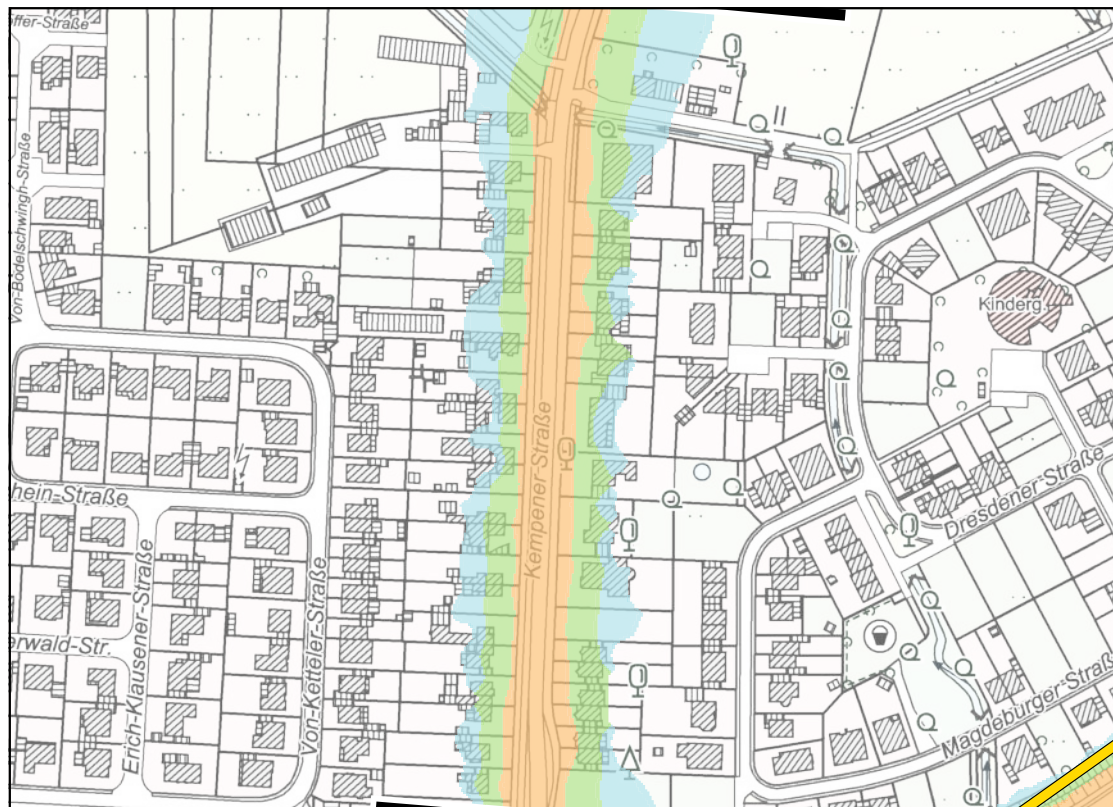 öffer-Straße
Von-Bodelschwingh-Straße
Kinderg.
Kempener-Straße
Dresdener-Straße
hein-Straße
Erich-Klausener-Straße
Von-Ketteler-Straße
erwald-Str.
Magdeburger-Straß